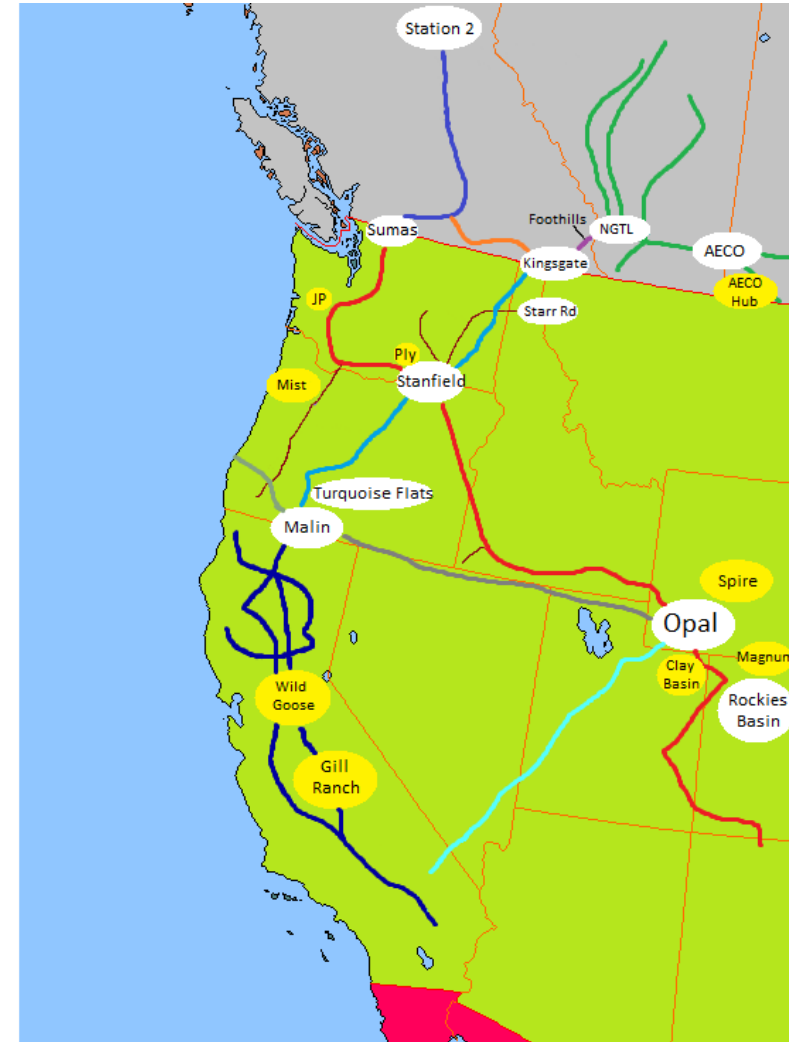 Station 2
Foothills
NGTL
Sumas
AECO
Kingsgate
AECO
Hub
JP
Starr Rd
Ply
Stanfield
Mist
Turquoise Flats
Malin
Spire
Opal
Magnum
Clay
Basin
Rockies
Basin
Wild
Goose
Gill
Ranch